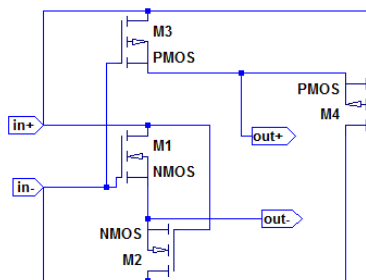 M3
PMOS
PMOS
M4
in+
out+
M1
in-
NMOS
out-
NMOS
M2